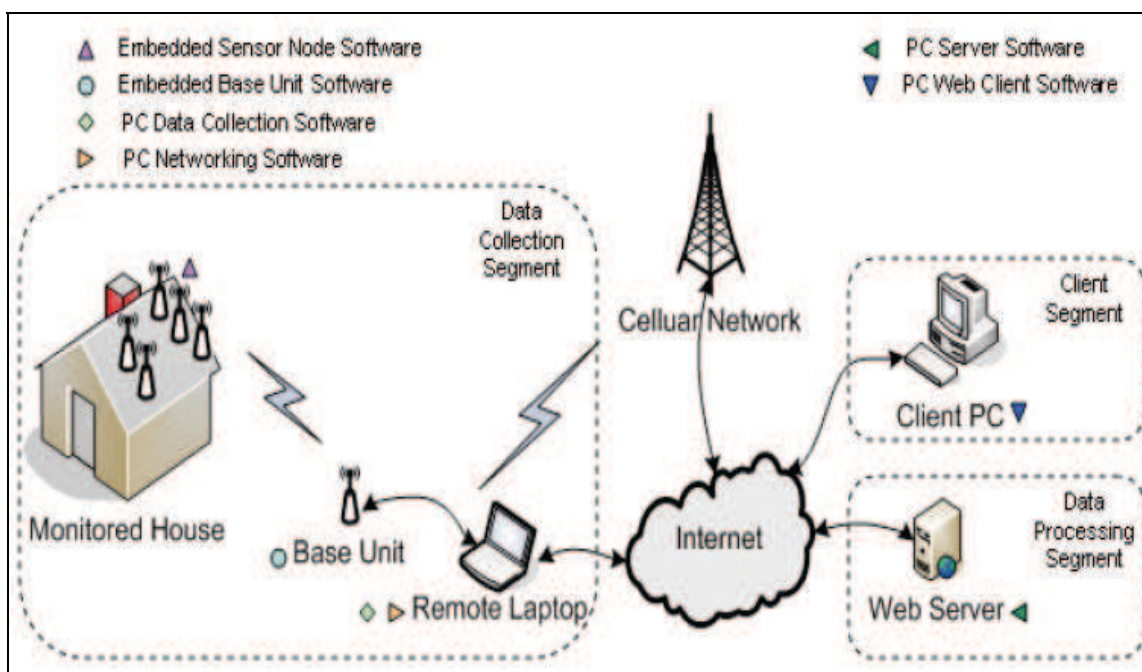 Embedded Sensor Node Software
Embedded Base Unit Software
PC Data Collection Software
PC Networking Software
PC Server Software
PC Web Client Software
Data
Collection
Segment
Monitored House
Base Unit
Remote Laptop
Celluar Network
Internet
Client
Segment
Client PC
Data
Processing
Segment
Web Server